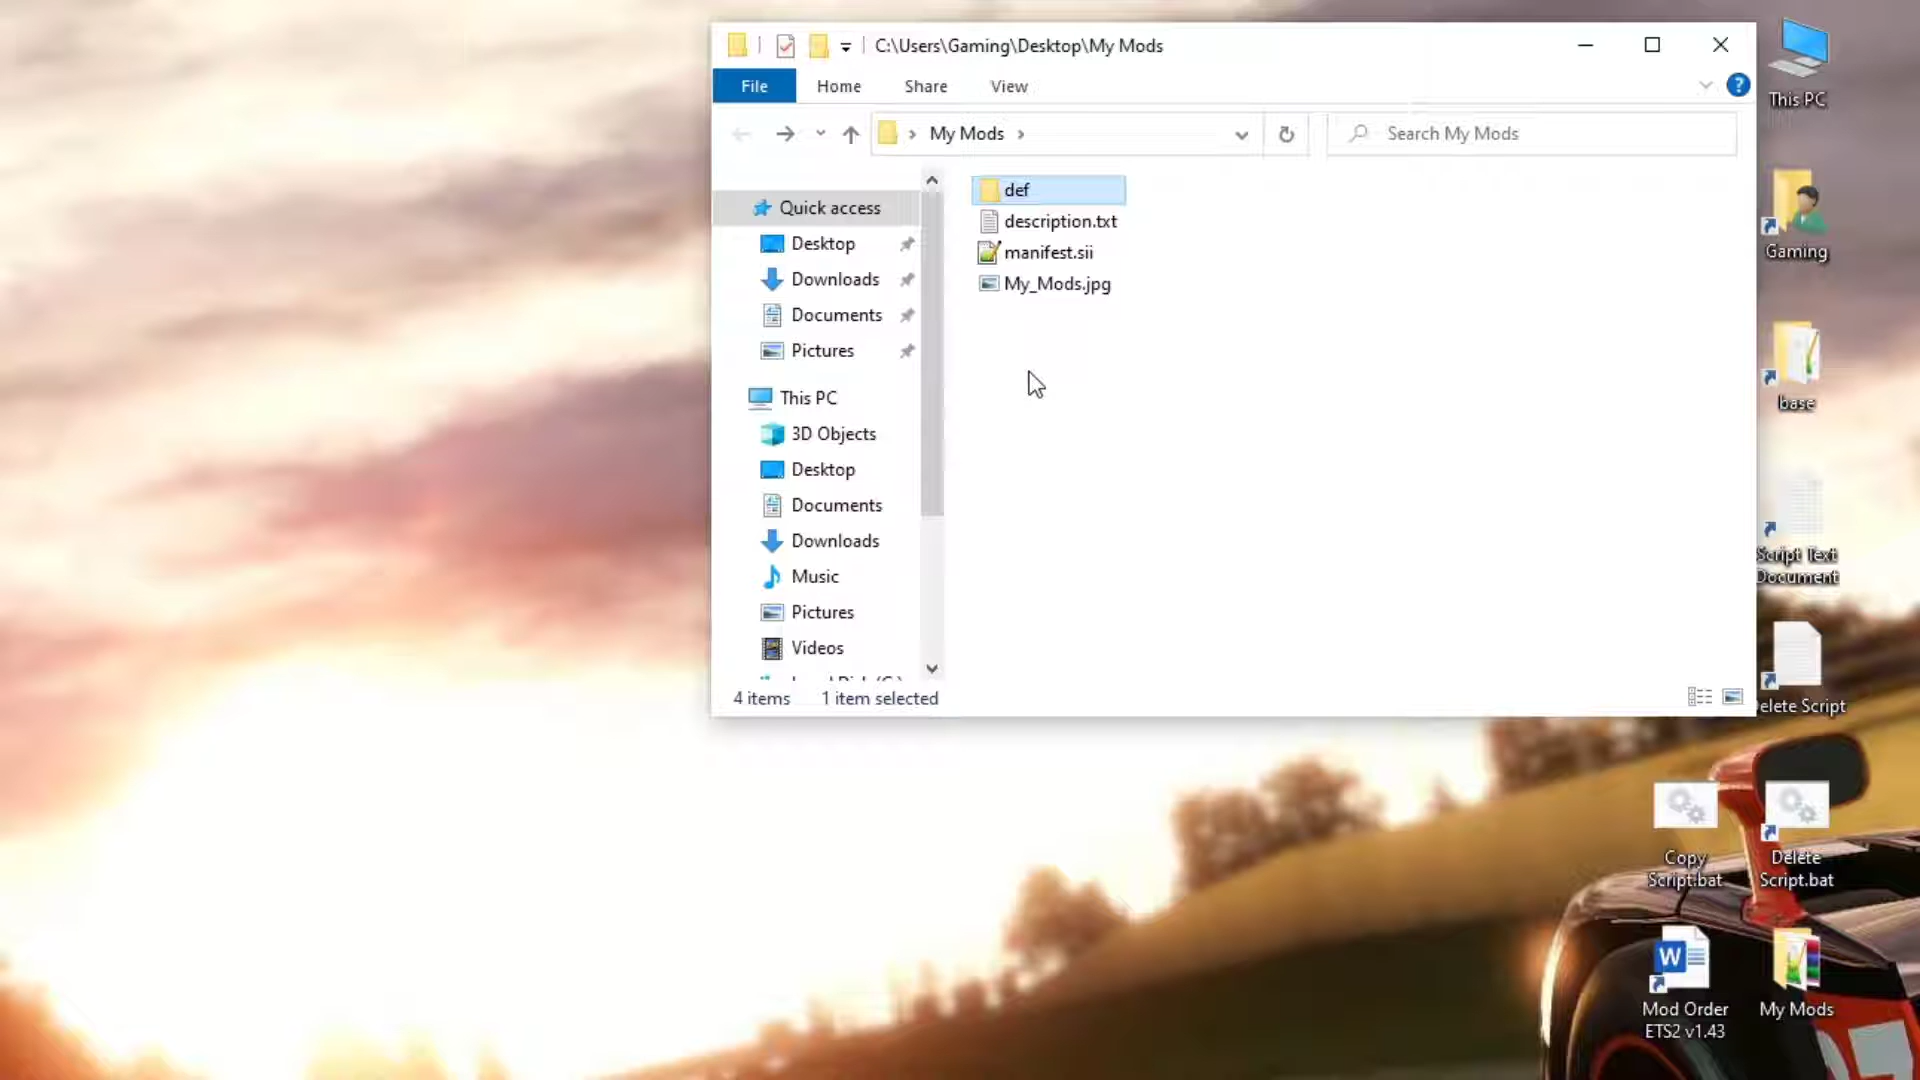 C:\Users\Gaming\Desktop\My Mods
File
Home
Share
View
?
My Mods
Search My Mods
Quick access
Desktop
Downloads
Documents
Pictures
This PC
3D Objects
Desktop
Documents
Downloads
Music
Pictures
Videos
def
description.txt
manifest.sii
My_Mods.jpg
4 items
1 item selected
This PC
Gaming
base
Script Text
Document
elete Script
Copy
Script.bat
Delete
Script.bat
W
Mod Order
ETS2 v1.43
My Mods